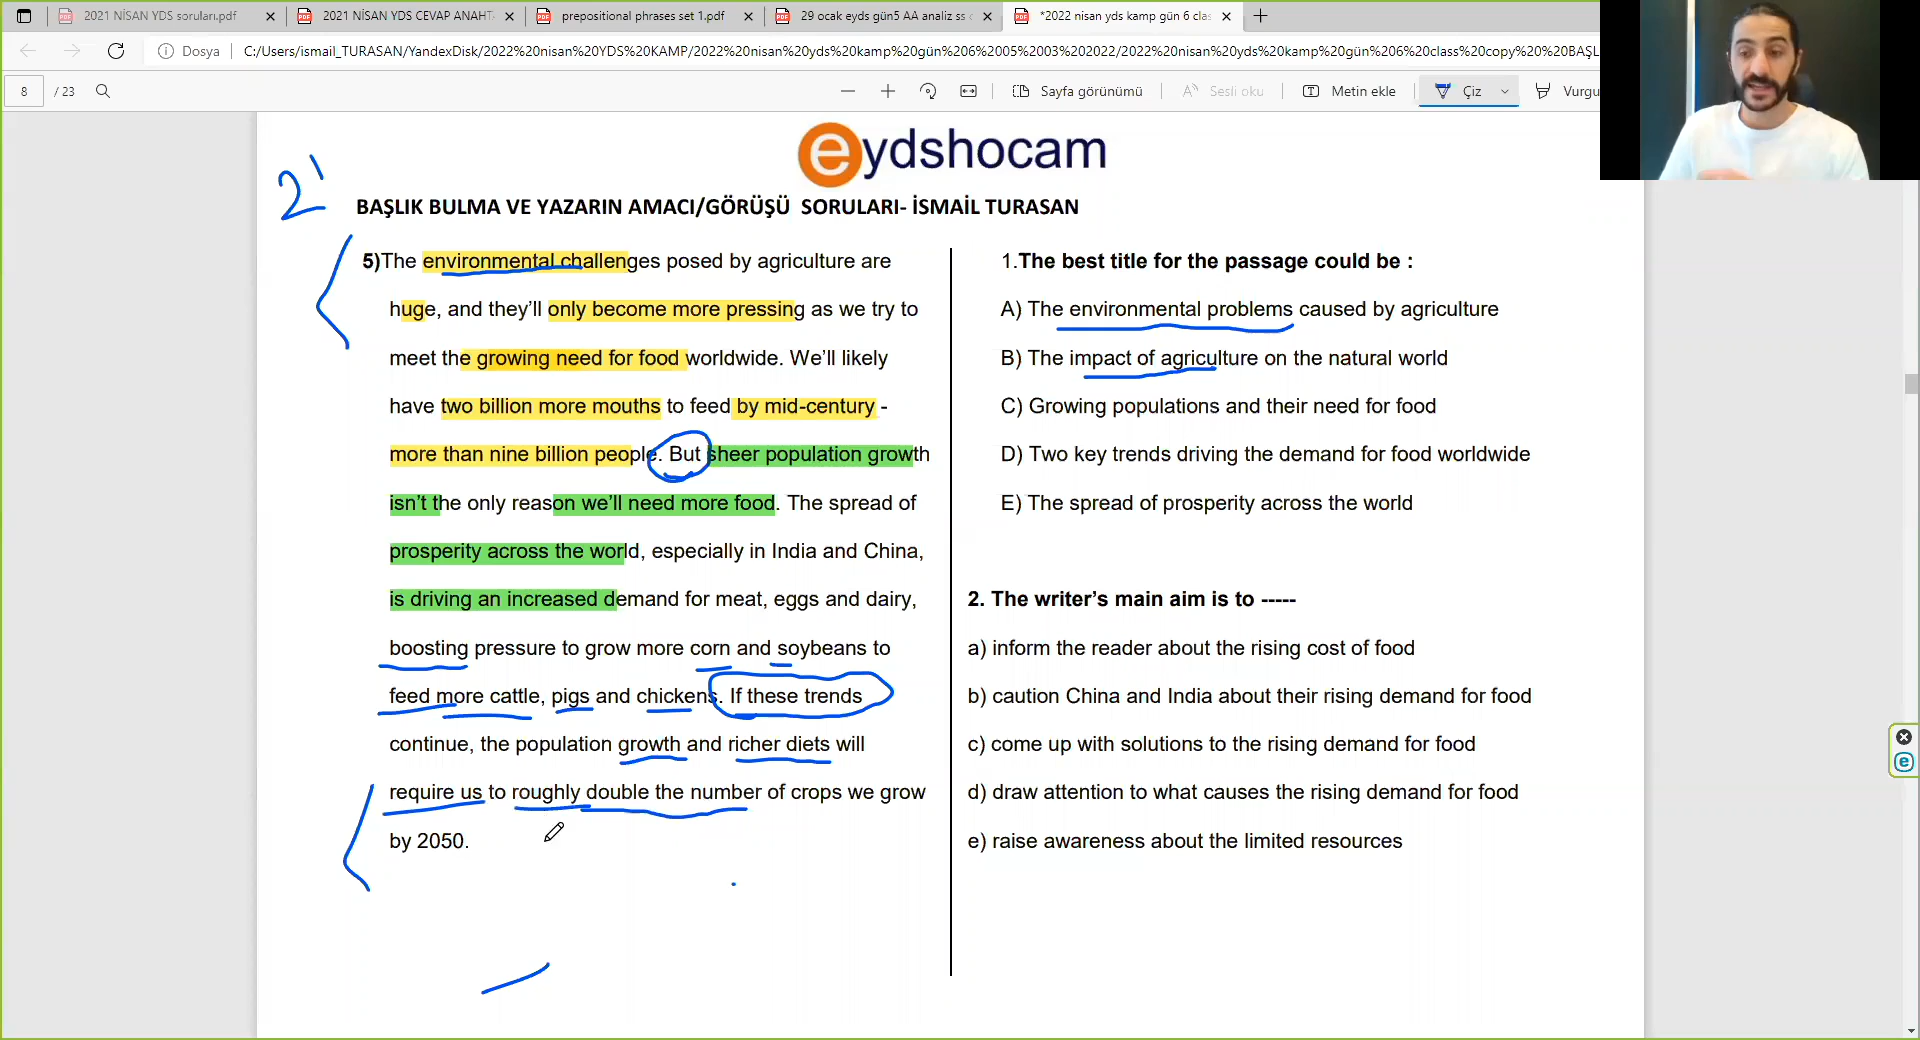 2021 NİSAN YDS soruları.pdf
2021 NİSAN YDS CEVAP ANAHT
prepositional phrases set 1.pdf
29 ocak eyds gün5 AA analiz ss
*2022 nisan yds kamp gün 6 clas
Dosya
C:/Users/ismail_TURASAN/YandexDisk/2022%20nisan%20YDS%20KAMP/2022%20nisan%20yds%20kamp%20gün%206%2005%2003%202022/2022%20nisan%20yds%20kamp%20gün%206%20class%20copy%20%20BAŞL
8 / 23
Sayfa görünümü
Sesli oku
Metin ekle
Çiz
Vurgu
eydshocam
2'
BAŞLIK BULMA VE YAZARIN AMACI/GÖRÜŞÜ SORULARI- İSMAİL TURASAN
5)The environmental challenges posed by agriculture are
huge, and they'll only become more pressing as we try to
meet the growing need for food worldwide. We'll likely
have two billion more mouths to feed by mid-century -
more than nine billion people. But sheer population growth
isn't the only reason we'll need more food. The spread of
prosperity across the world, especially in India and China,
is driving an increased demand for meat, eggs and dairy,
boosting pressure to grow more corn and soybeans to
feed more cattle, pigs and chickens. If these trends
continue, the population growth and richer diets will
require us to roughly double the number of crops we grow
by 2050.
1.The best title for the passage could be :
A) The environmental problems caused by agriculture
B) The impact of agriculture on the natural world
C) Growing populations and their need for food
D) Two key trends driving the demand for food worldwide
E) The spread of prosperity across the world
2. The writer's main aim is to -----
a) inform the reader about the rising cost of food
b) caution China and India about their rising demand for food
c) come up with solutions to the rising demand for food
d) draw attention to what causes the rising demand for food
e) raise awareness about the limited resources